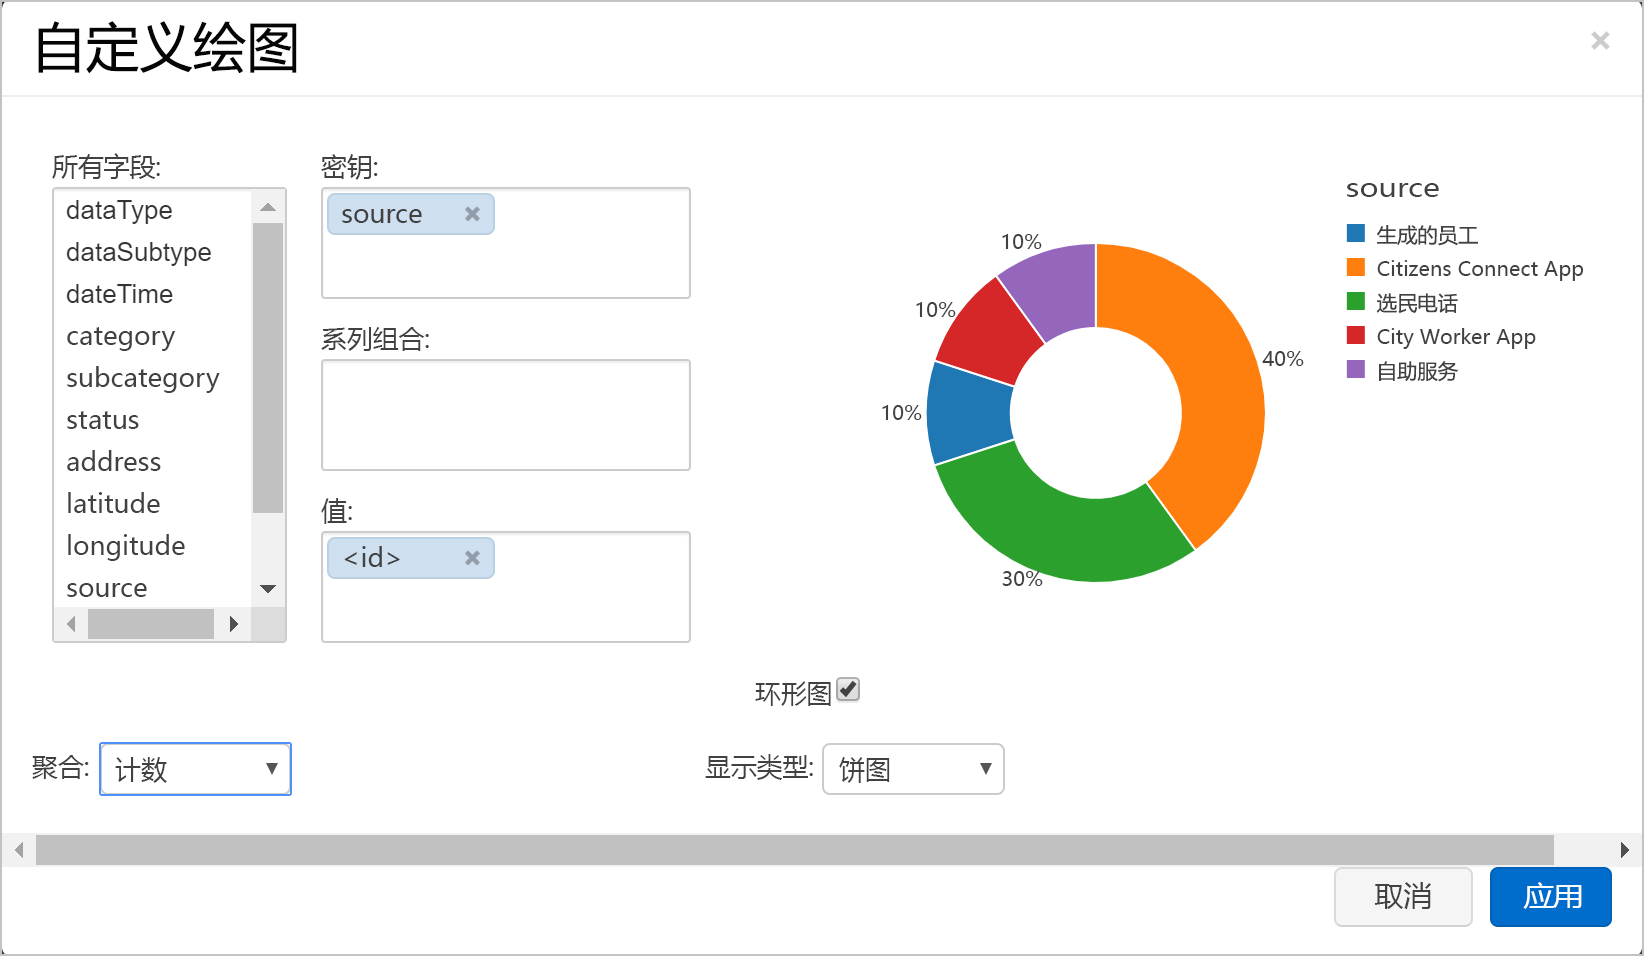 自定义绘图
×
所有字段:
dataType
dataSubtype
dateTime
category
subcategory
status
address
latitude
longitude
source
密钥:
source ×
系列组合:
值:
<id> ×
10%
10%
10%
40%
30%
source
生成的员工
Citizens Connect App
选民电话
City Worker App
自助服务
环形图
聚合: 计数
显示类型: 饼图
取消
应用